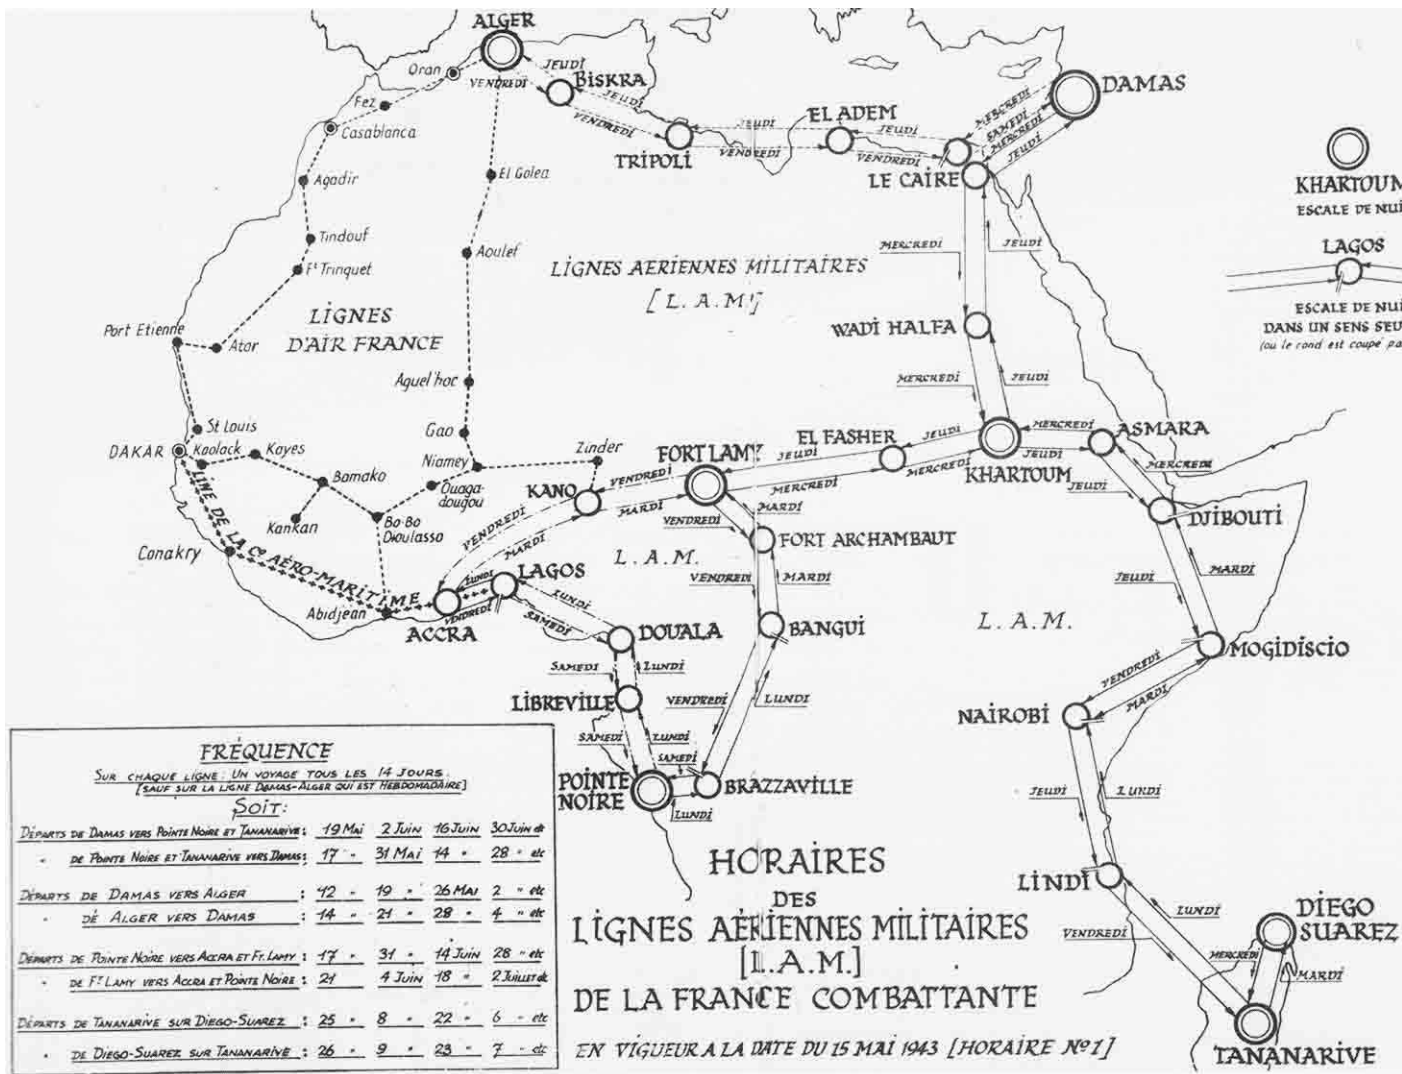 ALGER
Oran
JEUDI
VENDREDI
BISKRA
JEUDI
VENDREDI
Fez
Casablanca
TRIPOLI
JEUDI
VENDREDI
EL ADEM
JEUDI
VENDREDI
MERCREDI
SAMEDI
MERCREDI
JEUDI
DAMAS
LE CAIRE
KHARTOUM
ESCALE DE NUI
LAGOS
ESCALE DE NUI
DANS UN SENS SEU
(ou le rond est coupé pa
Agadir
El Golea
Tindouf
Aoulef
Ft Trinquet
MERCREDI
JEUDI
LIGNES AERIENNES MILITAIRES
[L.A.M]
LIGNES
D'AIR FRANCE
Port Etienne
Atar
WADI HALFA
Aguel'hoc
MERCREDI
JEUDI
St Louis
DAKAR
Kaolack
Kayes
Gao
Niamey
Zinder
Bamako
Ouaga-
dougou
Kankan
Bo-Bo
Dioulasso
Conakry
Abidjean
LIGNE DE LA Cie AÉRO-MARITIME
FORT LAMY
EL FASHER
JEUDI
JEUDI
MERCREDI
MERCREDI
KHARTOUM
MERCREDI
JEUDI
ASMARA
MERCREDI
JEUDI
DJIBOUTI
KANO
VENDREDI
MARDI
VENDREDI
MARDI
MARDI
VENDREDI
FORT ARCHAMBAUT
L.A.M.
VENDREDI
MARDI
BANGUI
LAGOS
LUNDI
VENDREDI
ACCRA
LUNDI
SAMEDI
DOUALA
SAMEDI
LUNDI
LIBREVILLE
SAMEDI
LUNDI
VENDREDI
LUNDI
POINTE
NOIRE
SAMEDI
LUNDI
BRAZZAVILLE
L.A.M.
JEUDI
MARDI
MOGIDISCIO
VENDREDI
MARDI
NAIROBI
JEUDI
LUNDI
LINDI
LUNDI
VENDREDI
DIEGO
SUAREZ
MERCREDI
MARDI
TANANARIVE
FRÉQUENCE
SUR CHAQUE LIGNE: UN VOYAGE TOUS LES 14 JOURS.
[SAUF SUR LA LIGNE DAMAS-ALGER QUI EST HEBDOMADAIRE]
SOIT:
DÉPARTS DE DAMAS VERS POINTE NOIRE ET TANANARIVE: 19 MAI 2 JUIN 16 JUIN 30 JUIN etc
" DE POINTE NOIRE ET TANANARIVE VERS DAMAS: 17 " 31 MAI 14 " 28 " etc
DÉPARTS DE DAMAS VERS ALGER : 12 " 19 " 26 MAI 2 " etc
" DE ALGER VERS DAMAS : 14 " 21 " 28 " 4 " etc
DÉPARTS DE POINTE NOIRE VERS ACCRA ET FT. LAMY: 17 " 31 " 14 JUIN 28 " etc
" DE FT LAMY VERS ACCRA ET POINTE NOIRE : 21 4 JUIN 18 " 2 JUILLET etc
DÉPARTS DE TANANARIVE SUR DIEGO-SUAREZ : 25 " 8 " 22 " 6 " etc
" DE DIEGO-SUAREZ SUR TANANARIVE : 26 " 9 " 23 " 7 " etc
HORAIRES
DES
LIGNES AÉRIENNES MILITAIRES
[L.A.M.]
DE LA FRANCE COMBATTANTE
EN VIGUEUR A LA DATE DU 15 MAI 1943 [HORAIRE No1]